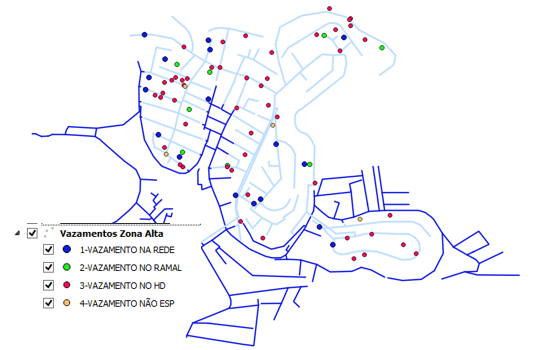 Vazamentos Zona Alta
1-VAZAMENTO NA REDE
2-VAZAMENTO NO RAMAL
3-VAZAMENTO NO HD
4-VAZAMENTO NÃO ESP